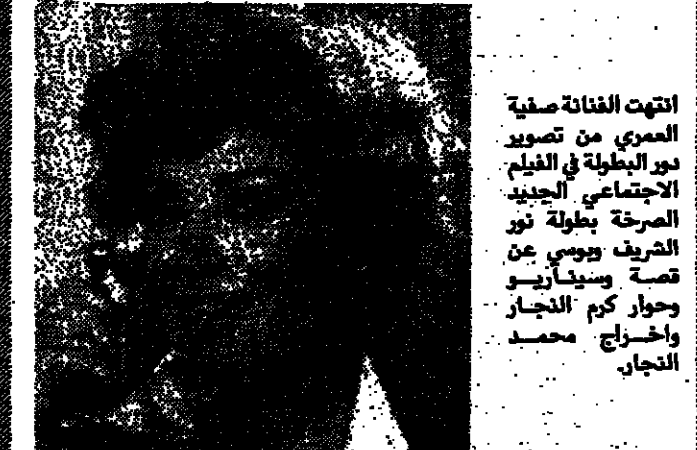 انتهت الفنانة صفية
العمري من تصوير
دور البطولة في الفيلم
الاجتماعي الجديد
الصرخة بطولة نور
الشريف وبوسي عن
قصة وسيناريو
وحوار كرم النجار
واخراج محمد
النجار.